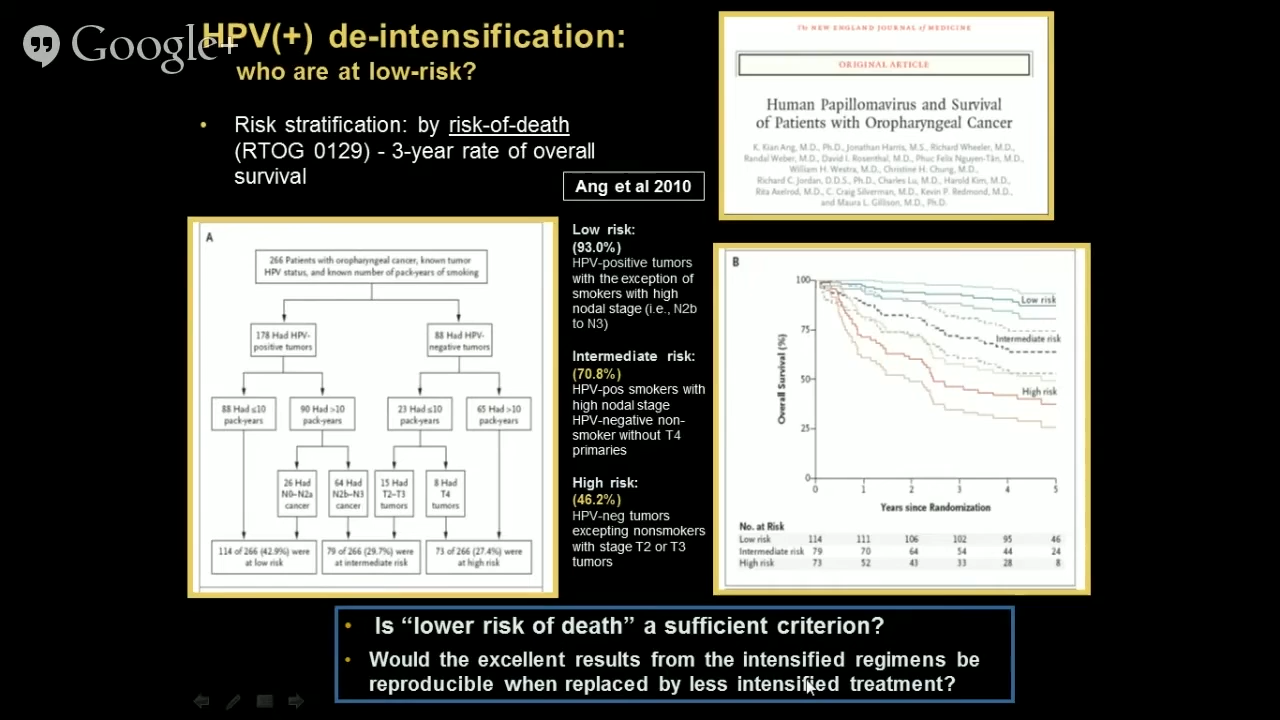 Google+
HPV(+) de-intensification:
who are at low-risk?
• Risk stratification: by risk-of-death
(RTOG 0129) - 3-year rate of overall
survival
Ang et al 2010
The NEW ENGLAND JOURNAL of MEDICINE
ORIGINAL ARTICLE
Human Papillomavirus and Survival
of Patients with Oropharyngeal Cancer
K. Kian Ang, M.D., Ph.D., Jonathan Harris, M.S., Richard Wheeler, M.D.,
Randal Weber, M.D., David I. Rosenthal, M.D., Phuc Felix Nguyen-Tân, M.D.,
William H. Westra, M.D., Christine H. Chung, M.D.,
Richard C. Jordan, D.D.S., Ph.D., Charles Lu, M.D., Harold Kim, M.D.,
Rita Axelrod, M.D., C. Craig Silverman, M.D., Kevin P. Redmond, M.D.,
and Maura L. Gillison, M.D., Ph.D.
A
266 Patients with oropharyngeal cancer, known tumor
HPV status, and known number of pack-years of smoking
178 Had HPV-
positive tumors
88 Had HPV-
negative tumors
88 Had ≤10
pack-years
90 Had >10
pack-years
23 Had ≤10
pack-years
65 Had >10
pack-years
26 Had
N0–N2a
cancer
64 Had
N2b–N3
cancer
15 Had
T2–T3
tumors
8 Had
T4
tumors
114 of 266 (42.9%) were
at low risk
79 of 266 (29.7%) were
at intermediate risk
73 of 266 (27.4%) were
at high risk
Low risk:
(93.0%)
HPV-positive tumors
with the exception of
smokers with high
nodal stage (i.e., N2b
to N3)
Intermediate risk:
(70.8%)
HPV-pos smokers with
high nodal stage
HPV-negative non-
smoker without T4
primaries
High risk:
(46.2%)
HPV-neg tumors
excepting nonsmokers
with stage T2 or T3
tumors
B
Overall Survival (%)
100
75
50
25
0
Low risk
Intermediate risk
High risk
0 1 2 3 4 5
Years since Randomization
No. at Risk
Low risk 114 111 106 102 95 46
Intermediate risk 79 70 64 54 44 24
High risk 73 52 43 33 28 8
• Is “lower risk of death” a sufficient criterion?
• Would the excellent results from the intensified regimens be
reproducible when replaced by less intensified treatment?